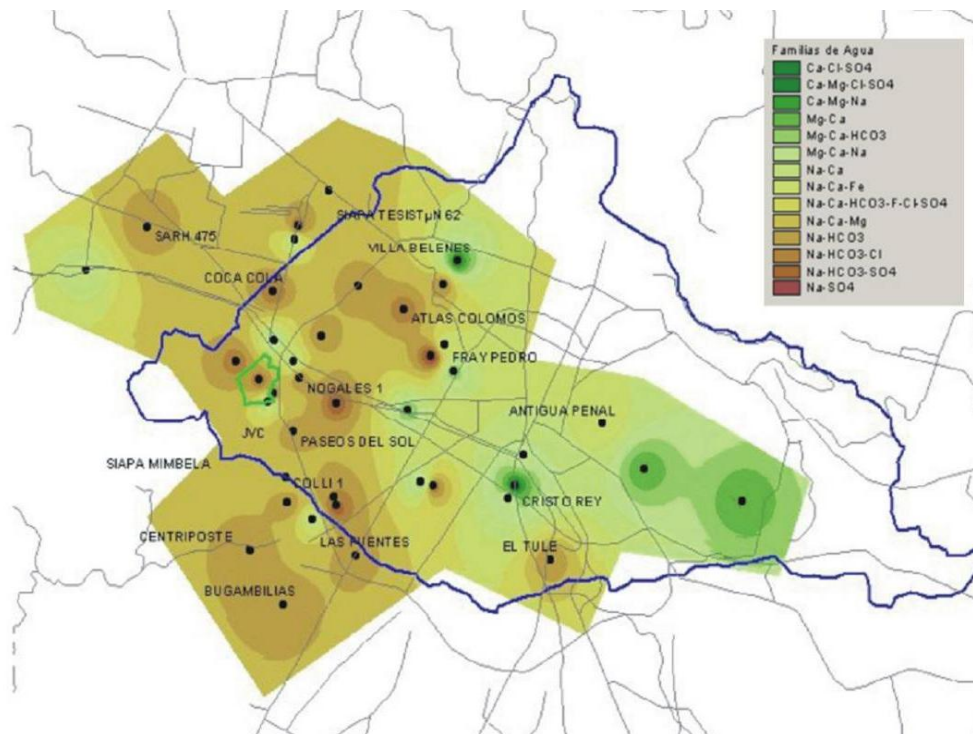 Familias de Agua
Ca-Cl-SO4
Ca-Mg-Cl-SO4
Ca-Mg-Na
Mg-Ca
Mg-Ca-HCO3
Mg-Ca-Na
Na-Ca
Na-Ca-Fe
Na-Ca-HCO3-F-Cl-SO4
Na-Ca-Mg
Na-HCO3
Na-HCO3-Cl
Na-HCO3-SO4
Na-SO4
SIAPA TESISTµN 62
SARH 475
VILLA BELENES
COCA COLA
ATLAS COLOMOS
FRAY PEDRO
NOGALES 1
ANTIGUA PENAL
JVC
PASEOS DEL SOL
SIAPA MIMBELA
COLLI 1
CRISTO REY
CENTRIPOSTE
LAS FUENTES
EL TULE
BUGAMBILIAS